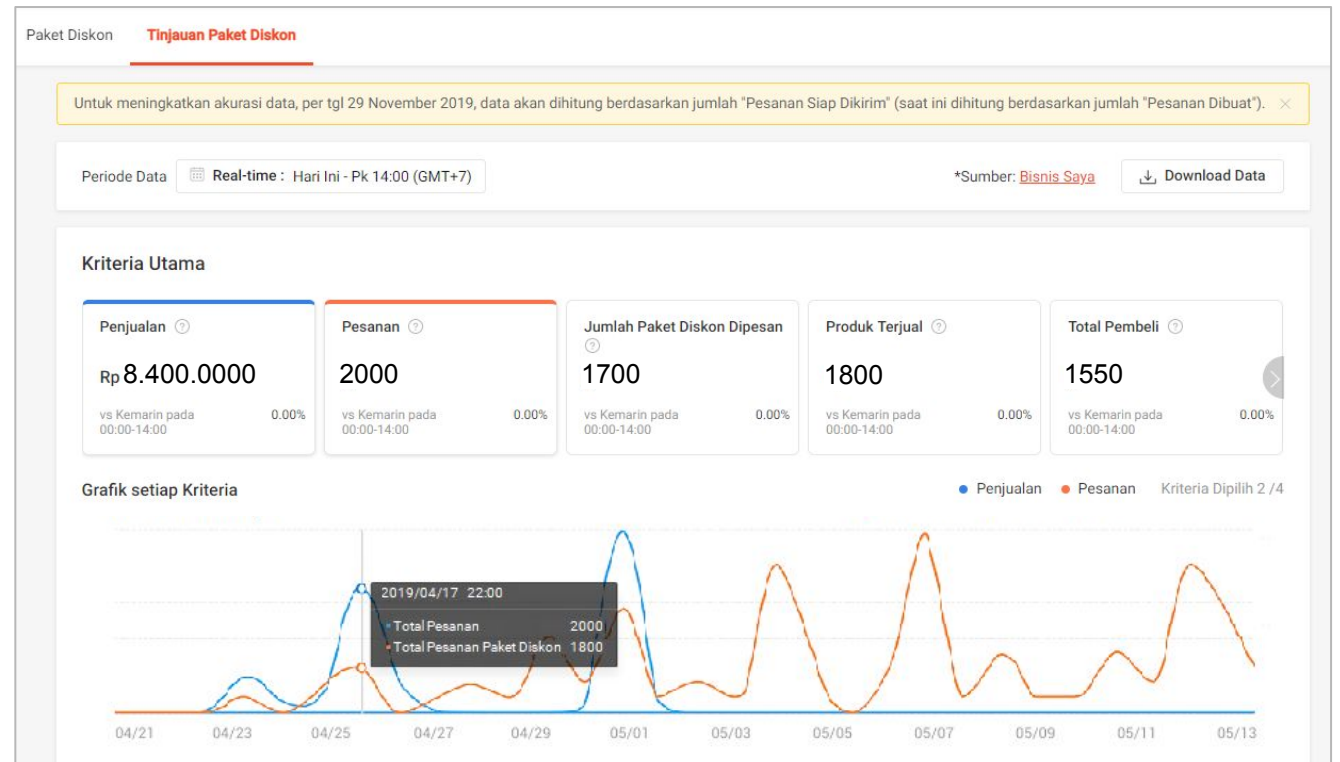 Paket Diskon Tinjauan Paket Diskon
Untuk meningkatkan akurasi data, per tgl 29 November 2019, data akan dihitung berdasarkan jumlah "Pesanan Siap Dikirim" (saat ini dihitung berdasarkan jumlah "Pesanan Dibuat").
Periode Data Real-time : Hari Ini - Pk 14:00 (GMT+7) *Sumber: Bisnis Saya Download Data
Kriteria Utama
Penjualan
Rp 8.400.0000
vs Kemarin pada 0.00%
00:00-14:00
Pesanan
2000
vs Kemarin pada 0.00%
00:00-14:00
Jumlah Paket Diskon Dipesan
1700
vs Kemarin pada 0.00%
00:00-14:00
Produk Terjual
1800
vs Kemarin pada 0.00%
00:00-14:00
Total Pembeli
1550
vs Kemarin pada 0.00%
00:00-14:00
Grafik setiap Kriteria Penjualan Pesanan Kriteria Dipilih 2 /4
2019/04/17 22:00
Total Pesanan 2000
Total Pesanan Paket Diskon 1800
04/21 04/23 04/25 04/27 04/29 05/01 05/03 05/05 05/07 05/09 05/11 05/13